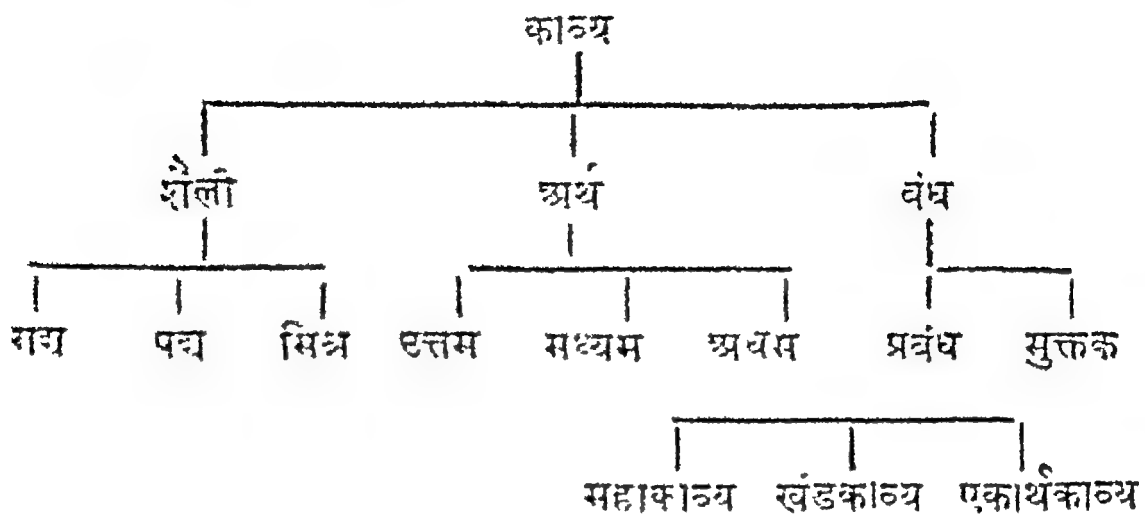 काव्य
शैली अर्थ बंध
गद्य पद्य मिश्र उत्तम मध्यम अधम प्रबंध मुक्तक
महाकाव्य खंडकाव्य एकार्थकाव्य